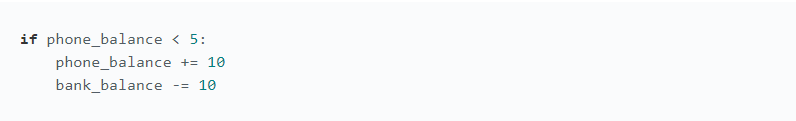 if phone_balance < 5:
    phone_balance += 10
    bank_balance -= 10